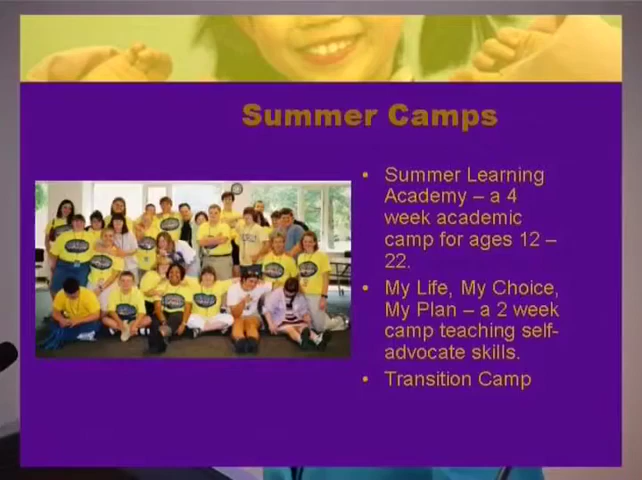 Summer Camps
• Summer Learning
Academy – a 4
week academic
camp for ages 12 –
22.
• My Life, My Choice,
My Plan – a 2 week
camp teaching self-
advocate skills.
• Transition Camp